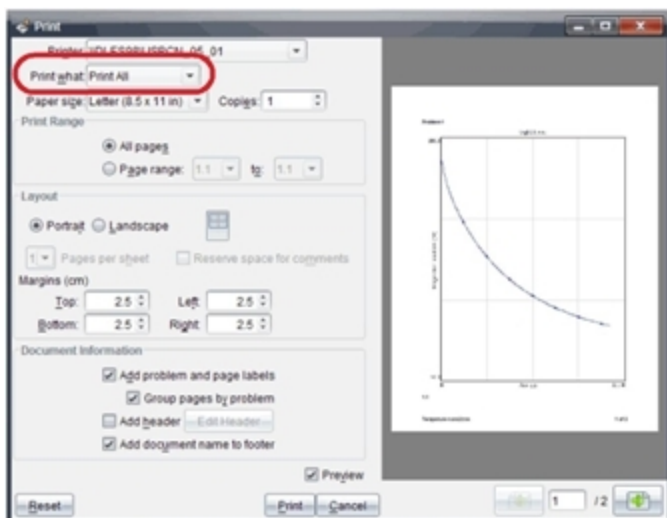 Print
Printer:
Print what: Print All
Paper size: Letter (8.5 x 11 in) Copies: 1
Print Range
All pages
Page range: 1.1 to: 1.1
Layout
Portrait Landscape
1 Pages per sheet Reserve space for comments
Margins (cm)
Top: 2.5 Left: 2.5
Bottom: 2.5 Right: 2.5
Document Information
Add problem and page labels
Group pages by problem
Add header Edit Header
Add document name to footer
Preview
Reset Print Cancel
1 /2